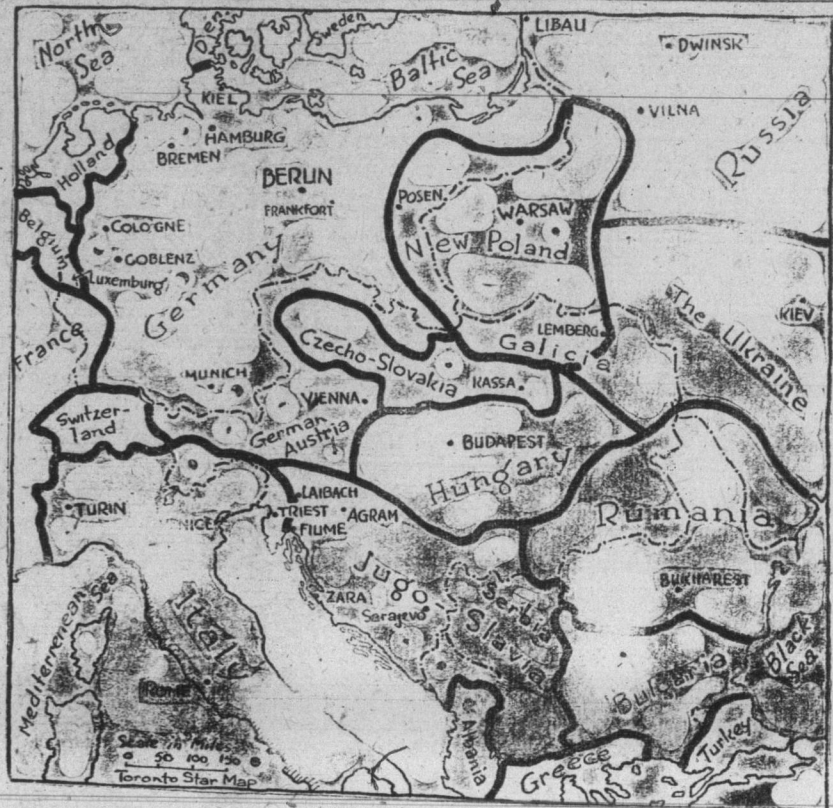 North Sea
Den.
Sweden
Baltic Sea
LIBAU
DWINSK
VILNA
Russia
KIEL
HAMBURG
BREMEN
Holland
BERLIN
FRANKFORT
POSEN
WARSAW
New Poland
Belgium
COLOGNE
COBLENZ
Luxemburg
Germany
France
LEMBERG
Galicia
The Ukraine
KIEV
Czecho-Slovakia
KASSA
MUNICH
VIENNA
German Austria
Switzer-
land
BUDAPEST
Hungary
Rumania
BUKHAREST
TURIN
NICE
LAIBACH
TRIEST
FIUME
AGRAM
Jugo-
Slavia
ZARA
Sarajevo
Serbia
Italy
Rome
Mediterranean Sea
Bulgaria
Black Sea
Turkey
Greece
Albania
Scale in Miles
0 50 100 150
Toronto Star Map